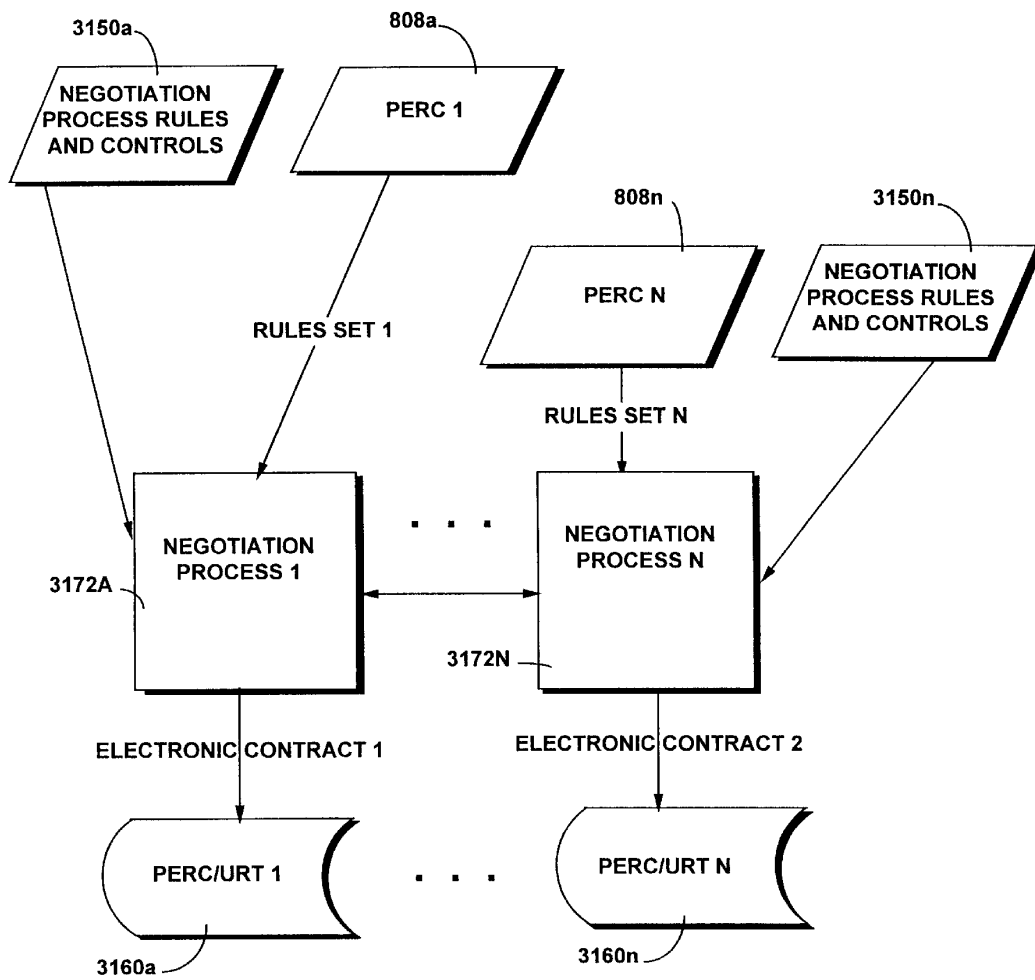 3150a
808a
NEGOTIATION
PROCESS RULES
AND CONTROLS
PERC 1
808n
3150n
PERC N
NEGOTIATION
PROCESS RULES
AND CONTROLS
RULES SET 1
RULES SET N
NEGOTIATION
PROCESS 1
. . .
NEGOTIATION
PROCESS N
3172A
3172N
ELECTRONIC CONTRACT 1
ELECTRONIC CONTRACT 2
PERC/URT 1
. . .
PERC/URT N
3160a
3160n